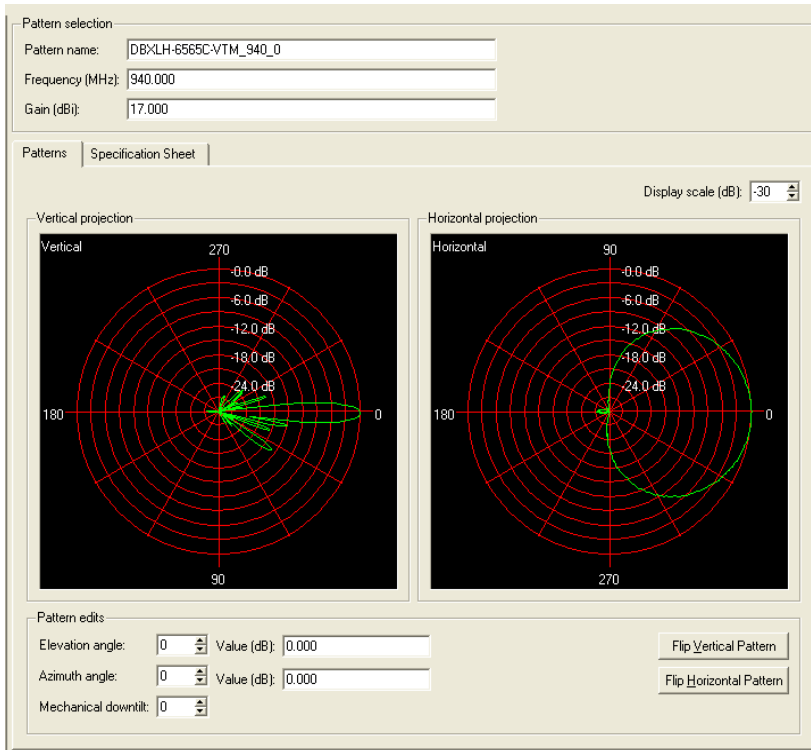 Pattern selection
Pattern name: DBXLH-6565C-VTM_940_0
Frequency (MHz): 940.000
Gain (dBi): 17.000
Patterns Specification Sheet
Display scale (dB): -30
Vertical projection
Vertical
270
-0.0 dB
-6.0 dB
-12.0 dB
-18.0 dB
-24.0 dB
180 0
90
Horizontal projection
Horizontal
90
-0.0 dB
-6.0 dB
-12.0 dB
-18.0 dB
-24.0 dB
180 0
270
Pattern edits
Elevation angle: 0 Value (dB): 0.000 Flip Vertical Pattern
Azimuth angle: 0 Value (dB): 0.000 Flip Horizontal Pattern
Mechanical downtilt: 0